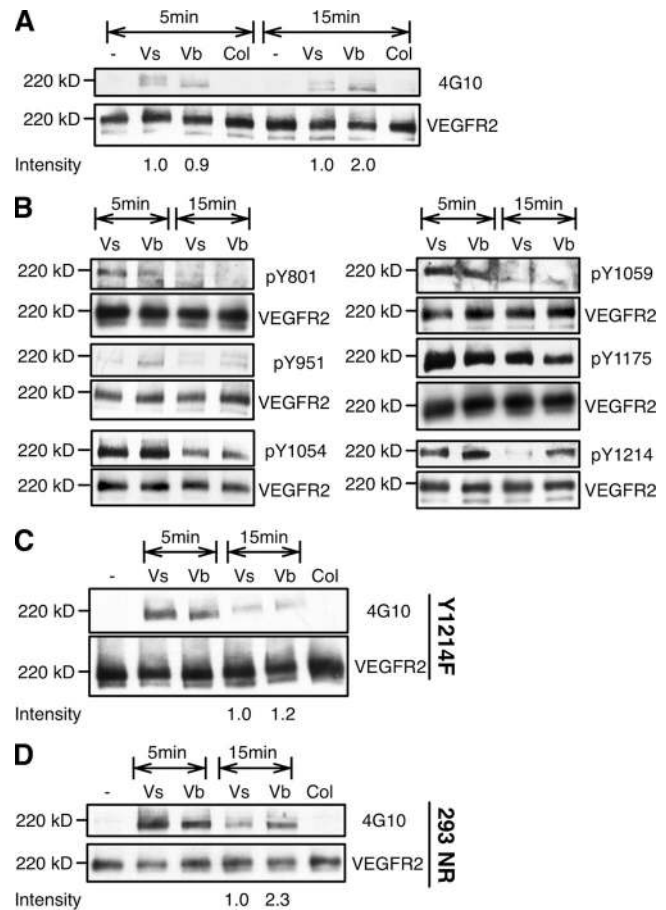 A
5min 15min
- Vs Vb Col - Vs Vb Col
220 kD 4G10
220 kD VEGFR2
Intensity 1.0 0.9 1.0 2.0
B
5min 15min
Vs Vb Vs Vb
220 kD pY801
220 kD VEGFR2
220 kD pY951
220 kD VEGFR2
220 kD pY1054
220 kD VEGFR2
5min 15min
Vs Vb Vs Vb
220 kD pY1059
220 kD VEGFR2
220 kD pY1175
220 kD VEGFR2
220 kD pY1214
220 kD VEGFR2
C
5min 15min
- Vs Vb Vs Vb Col
220 kD 4G10
220 kD VEGFR2
Y1214F
Intensity 1.0 1.2
D
5min 15min
- Vs Vb Vs Vb Col
220 kD 4G10
220 kD VEGFR2
293 NR
Intensity 1.0 2.3